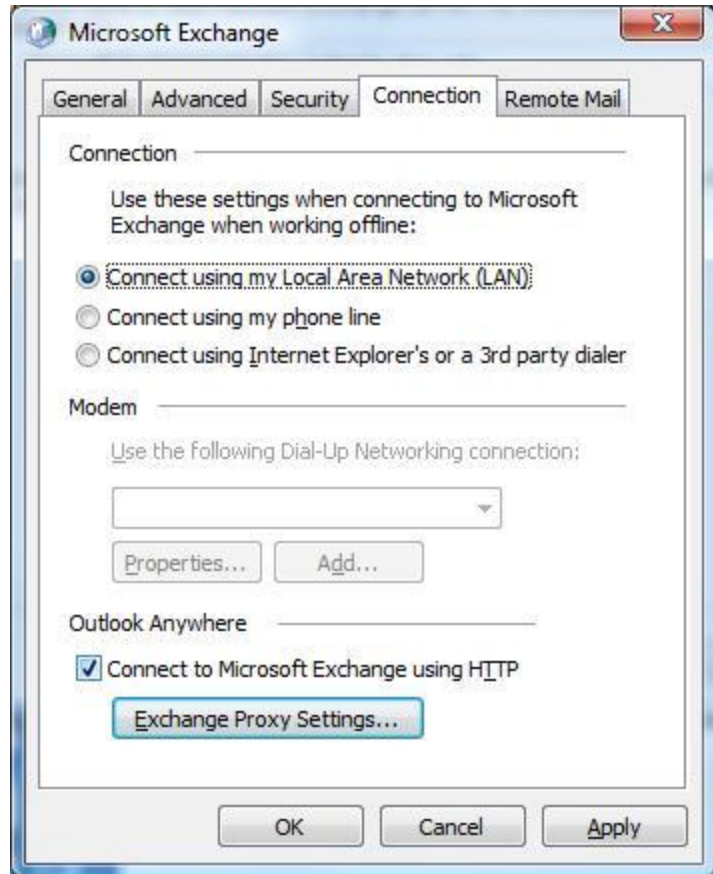 Microsoft Exchange
General Advanced Security Connection Remote Mail
Connection
Use these settings when connecting to Microsoft
Exchange when working offline:
Connect using my Local Area Network (LAN)
Connect using my phone line
Connect using Internet Explorer's or a 3rd party dialer
Modem
Use the following Dial-Up Networking connection:
Properties... Add...
Outlook Anywhere
Connect to Microsoft Exchange using HTTP
Exchange Proxy Settings...
OK Cancel Apply